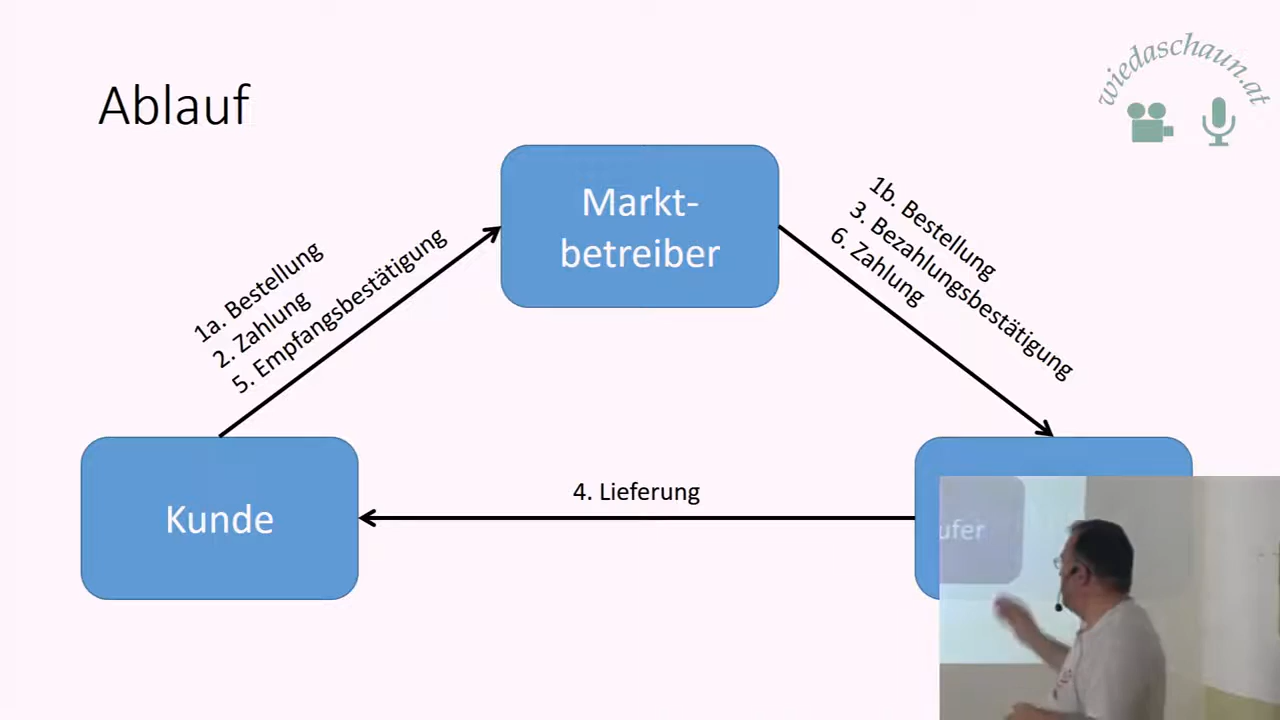 wiedaschaun.at
Ablauf
Markt-
betreiber
1a. Bestellung
2. Zahlung
5. Empfangsbestätigung
1b. Bestellung
3. Bezahlungsbestätigung
6. Zahlung
Kunde
4. Lieferung
ufer